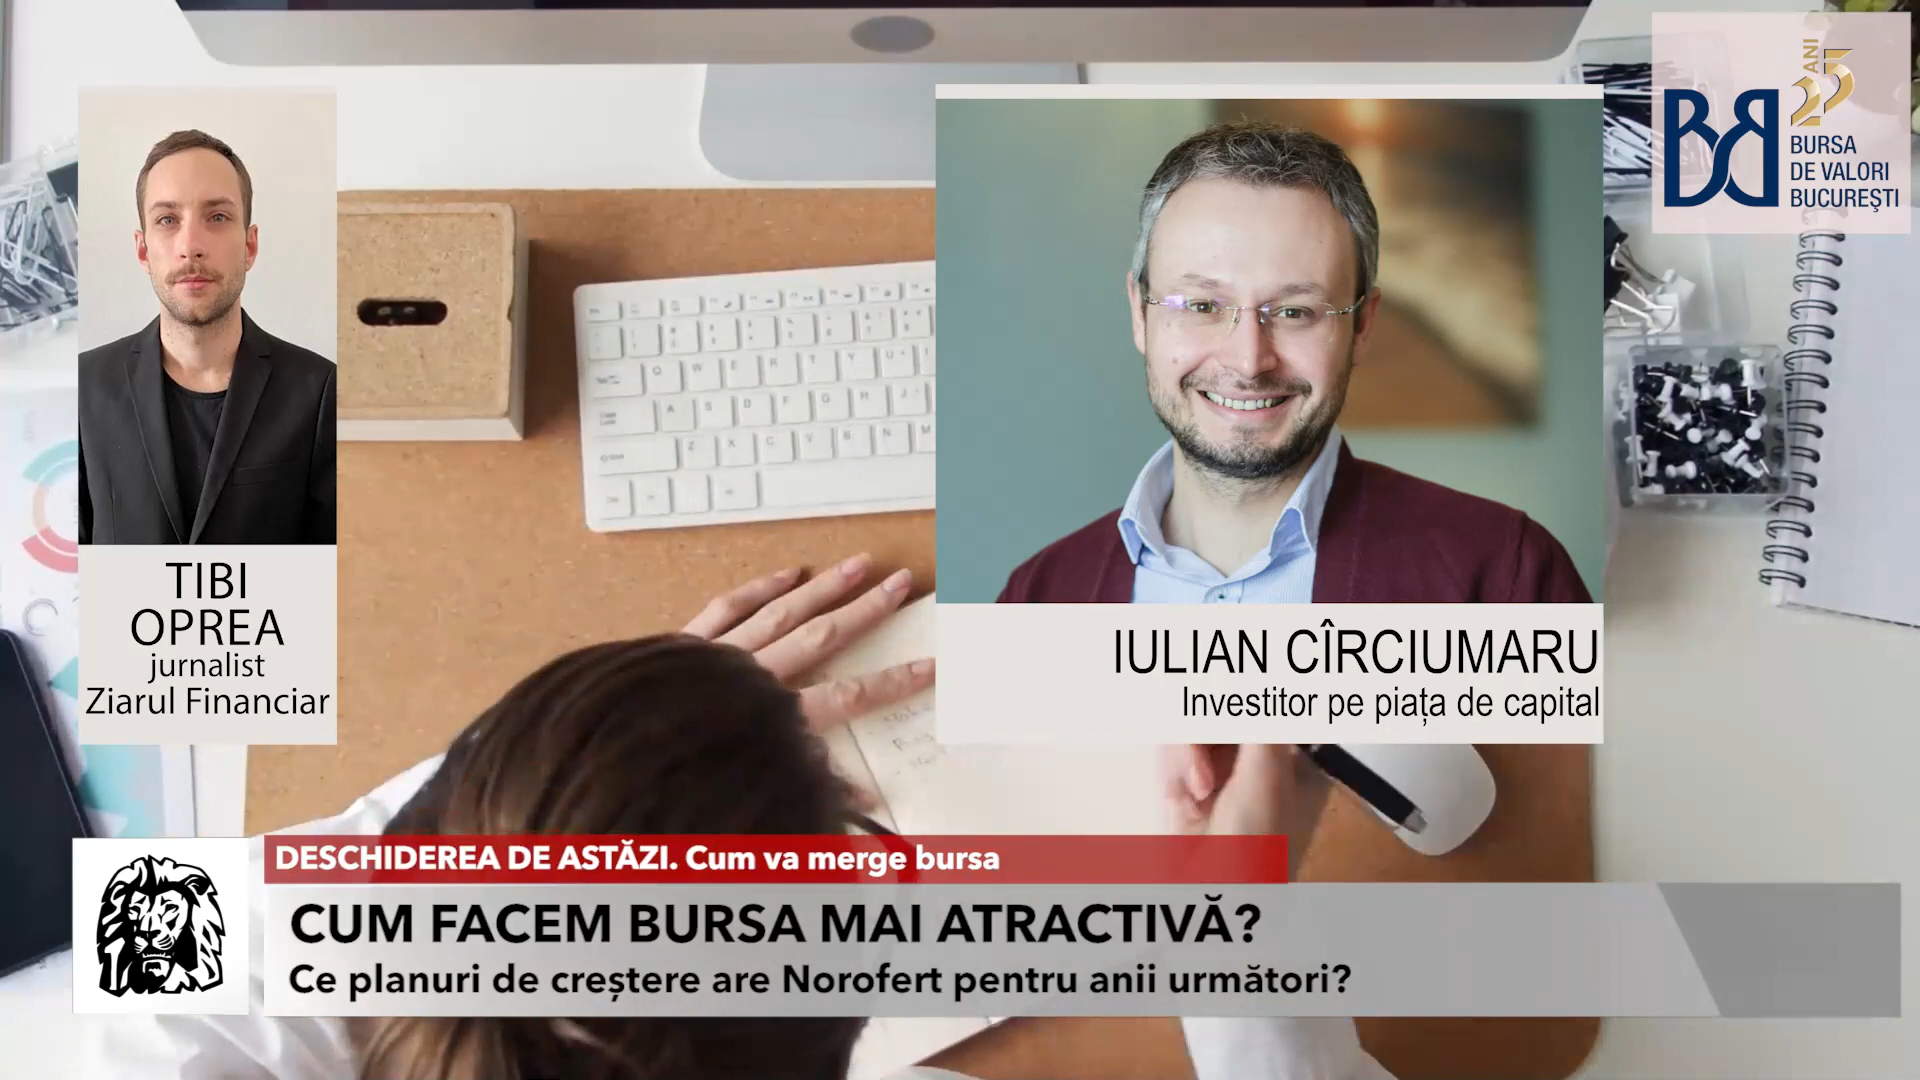 ANI
25
BURSA
DE VALORI
BUCUREŞTI
TIBI
OPREA
jurnalist
Ziarul Financiar
IULIAN CÎRCIUMARU
Investitor pe piața de capital
DESCHIDEREA DE ASTĂZI. Cum va merge bursa
CUM FACEM BURSA MAI ATRACTIVĂ?
Ce planuri de creștere are Norofert pentru anii următori?